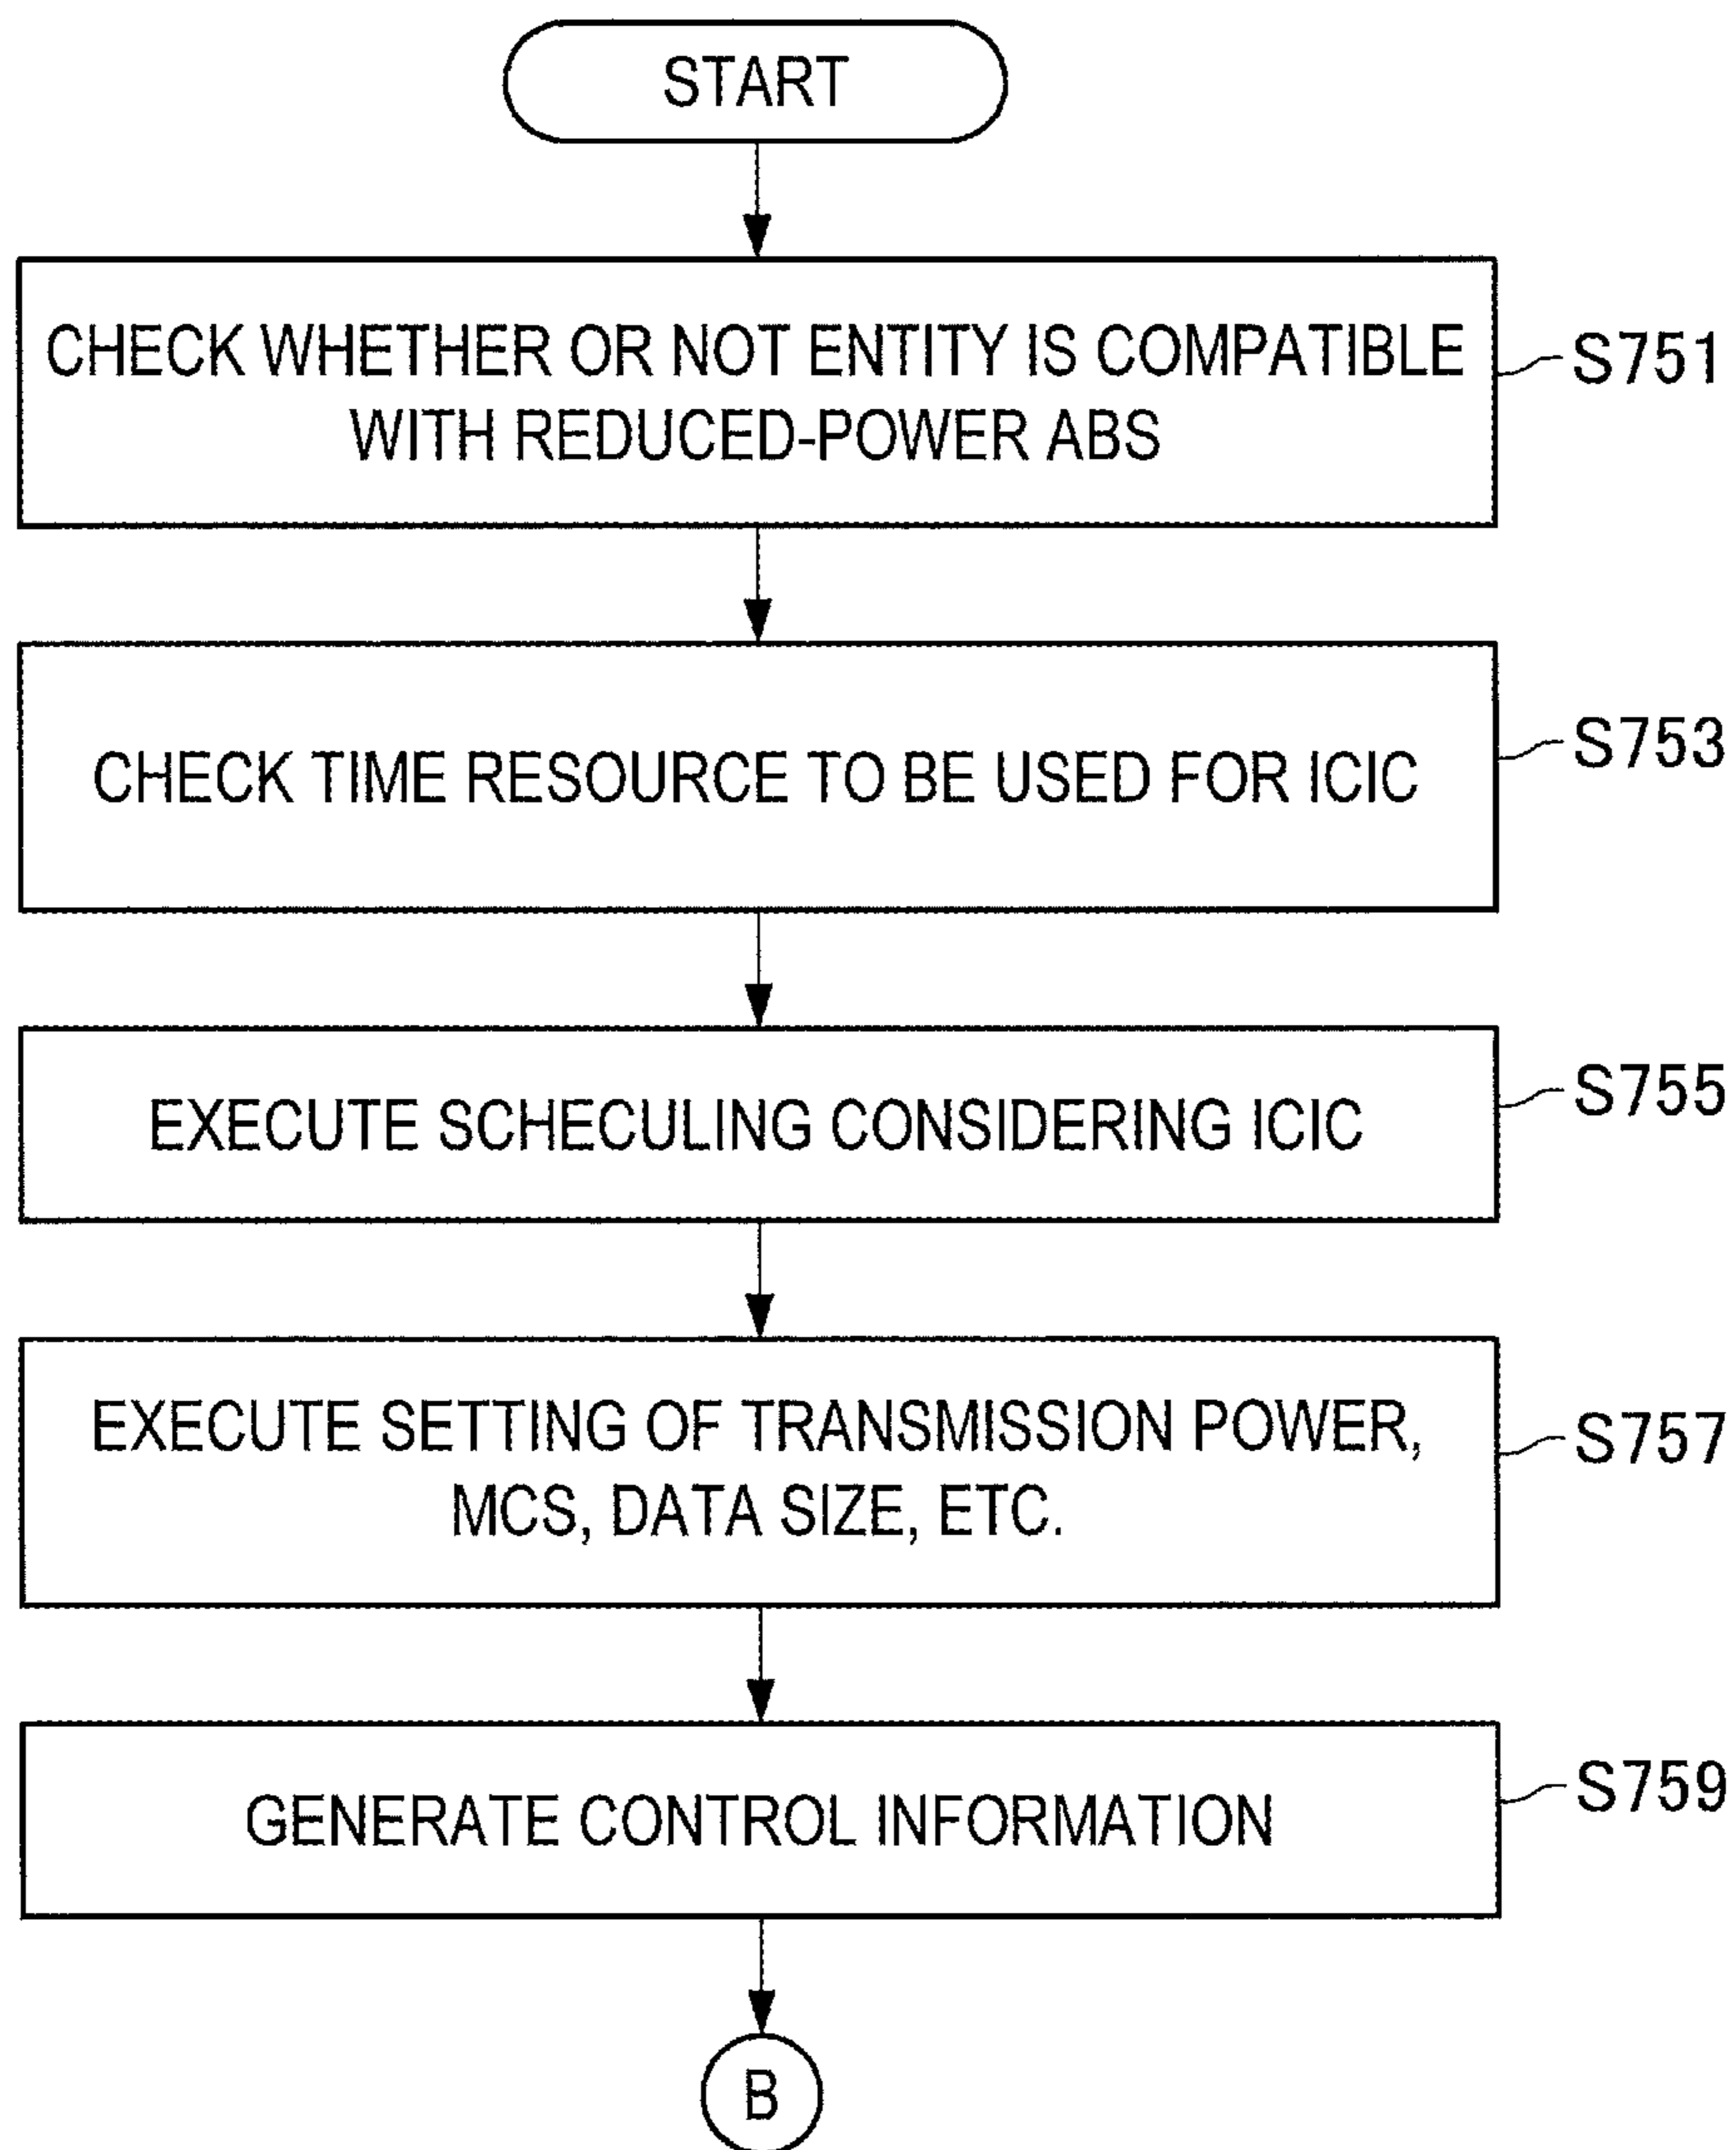 START
CHECK WHETHER OR NOT ENTITY IS COMPATIBLE
WITH REDUCED-POWER ABS
S751
CHECK TIME RESOURCE TO BE USED FOR ICIC
S753
EXECUTE SCHECULING CONSIDERING ICIC
S755
EXECUTE SETTING OF TRANSMISSION POWER,
MCS, DATA SIZE, ETC.
S757
GENERATE CONTROL INFORMATION
S759
B